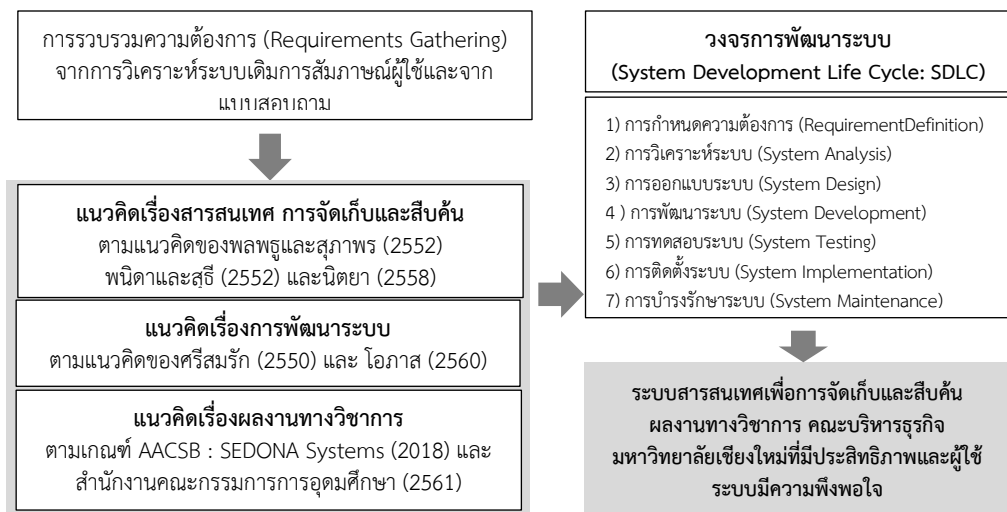 การรวบรวมความต้องการ (Requirements Gathering)
จากการวิเคราะห์ระบบเดิมการสัมภาษณ์ผู้ใช้และจาก
แบบสอบถาม
แนวคิดเรื่องสารสนเทศ การจัดเก็บและสืบค้น
ตามแนวคิดของพลพธูและสุภาพร (2552)
พนิดาและสุธี (2552) และนิตยา (2558)
แนวคิดเรื่องการพัฒนาระบบ
ตามแนวคิดของศรีสมรัก (2550) และ โอภาส (2560)
แนวคิดเรื่องผลงานทางวิชาการ
ตามเกณฑ์ AACSB : SEDONA Systems (2018) และ
สำนักงานคณะกรรมการการอุดมศึกษา (2561)
วงจรการพัฒนาระบบ
(System Development Life Cycle: SDLC)
1) การกำหนดความต้องการ (RequirementDefinition)
2) การวิเคราะห์ระบบ (System Analysis)
3) การออกแบบระบบ (System Design)
4 ) การพัฒนาระบบ (System Development)
5) การทดสอบระบบ (System Testing)
6) การติดตั้งระบบ (System Implementation)
7) การบำรุงรักษาระบบ (System Maintenance)
ระบบสารสนเทศเพื่อการจัดเก็บและสืบค้น
ผลงานทางวิชาการ คณะบริหารธุรกิจ
มหาวิทยาลัยเชียงใหม่ที่มีประสิทธิภาพและผู้ใช้
ระบบมีความพึงพอใจ